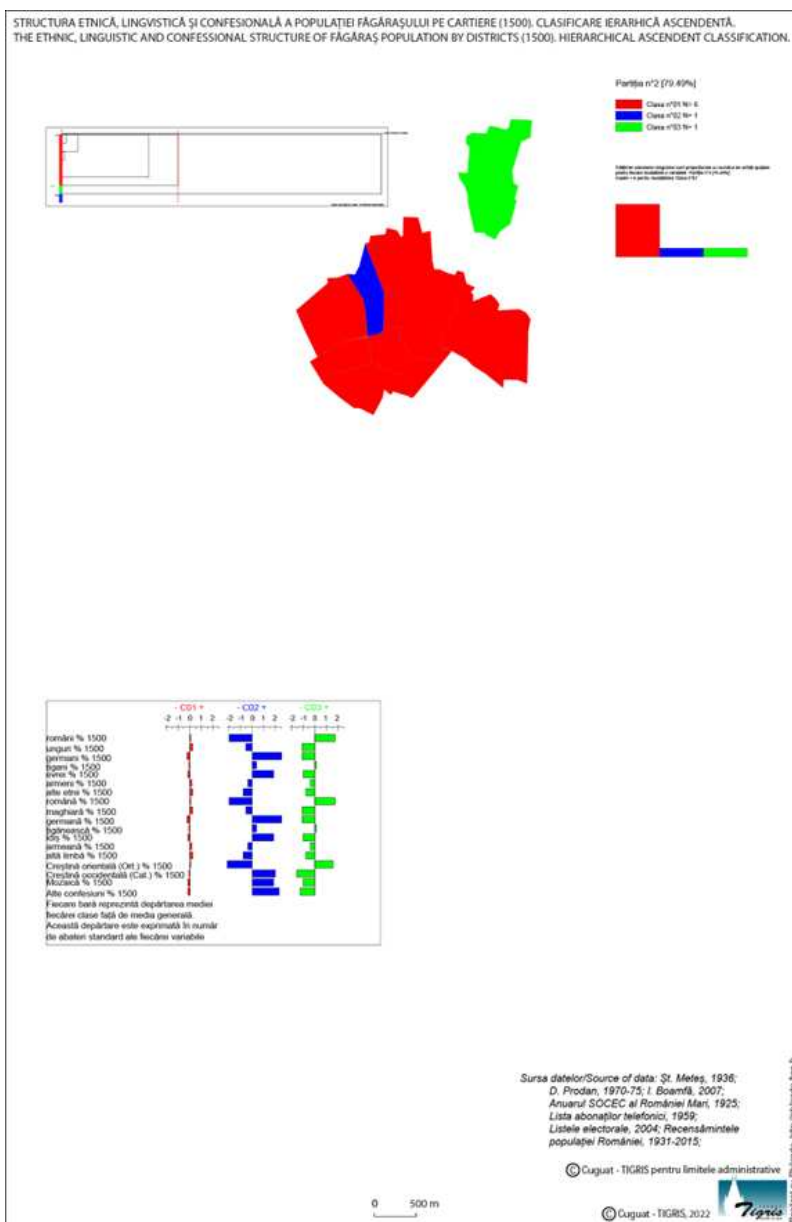 STRUCTURA ETNICĂ, LINGVISTICĂ ȘI CONFESIONALĂ A POPULAȚIEI FĂGĂRAȘULUI PE CARTIERE (1500). CLASIFICARE IERARHICĂ ASCENDENTĂ.
THE ETHNIC, LINGUISTIC AND CONFESSIONAL STRUCTURE OF FĂGĂRAȘ POPULATION BY DISTRICTS (1500). HIERARCHICAL ASCENDENT CLASSIFICATION.
Partiția n°2 [79.49%]
Clasa n°01 N= 6
Clasa n°02 N= 1
Clasa n°03 N= 1
- C01 + - C02 + - C03 +
-2 -1 0 1 2 -2 -1 0 1 2 -2 -1 0 1 2
români % 1500
unguri % 1500
germani % 1500
țigani % 1500
evrei % 1500
armeni % 1500
alte etnii % 1500
română % 1500
maghiară % 1500
germană % 1500
țigănească % 1500
idiș % 1500
armeană % 1500
altă limbă % 1500
Creștină orientală (Ort.) % 1500
Creștină occidentală (Cat.) % 1500
Mozaică % 1500
Alte confesiuni % 1500
Fiecare bară reprezintă depărtarea mediei
fiecărei clase față de media generală.
Această depărtare este exprimată în număr
de abateri standard ale fiecărei variabile
Sursa datelor/Source of data: Șt. Meteș, 1936;
D. Prodan, 1970-75; I. Boamfă, 2007;
Anuarul SOCEC al României Mari, 1925;
Lista abonaților telefonici, 1959;
Listele electorale, 2004; Recensămintele
populației României, 1931-2015;
© Cuguat - TIGRIS pentru limitele administrative
0 500 m
© Cuguat - TIGRIS, 2022
Tigris